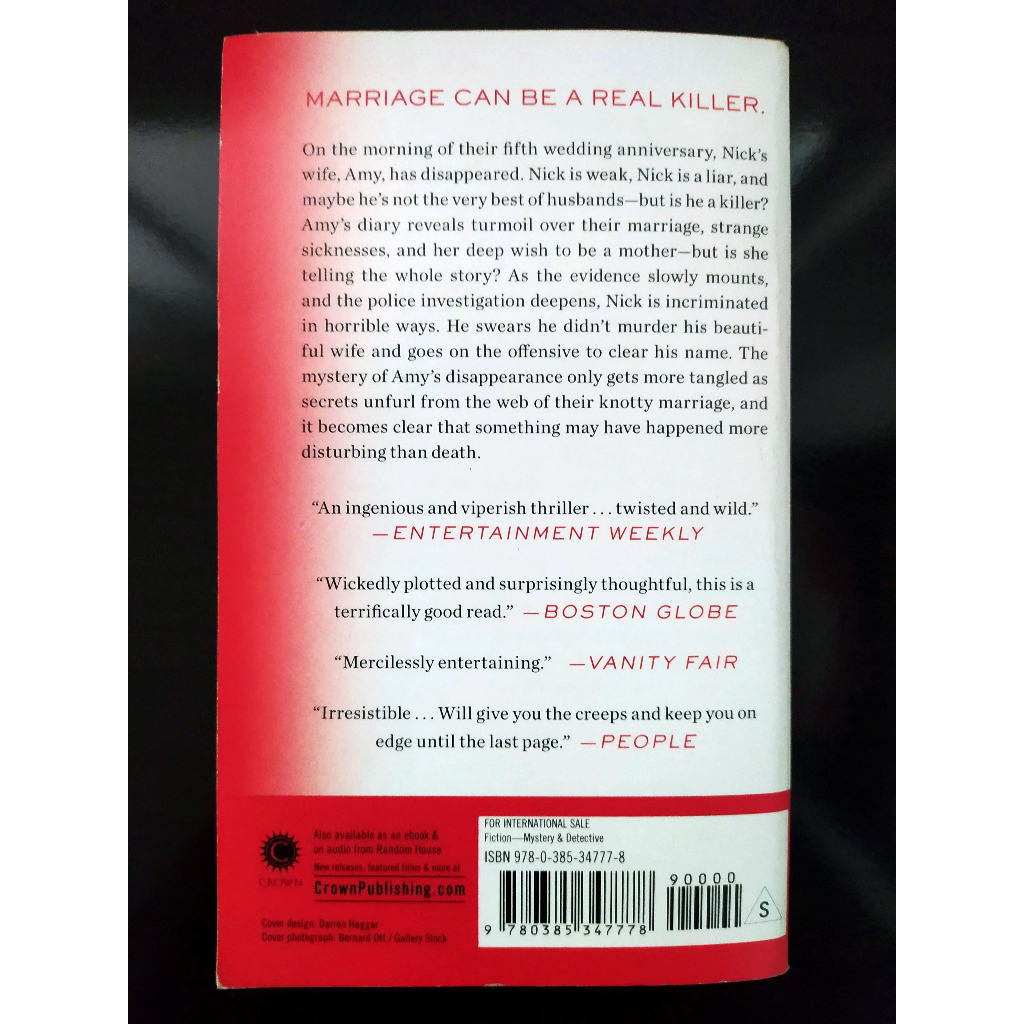 MARRIAGE CAN BE A REAL KILLER.
On the morning of their fifth wedding anniversary, Nick's
wife, Amy, has disappeared. Nick is weak, Nick is a liar, and
maybe he's not the very best of husbands—but is he a killer?
Amy's diary reveals turmoil over their marriage, strange
sicknesses, and her deep wish to be a mother—but is she
telling the whole story? As the evidence slowly mounts,
and the police investigation deepens, Nick is incriminated
in horrible ways. He swears he didn't murder his beauti-
ful wife and goes on the offensive to clear his name. The
mystery of Amy's disappearance only gets more tangled as
secrets unfurl from the web of their knotty marriage, and
it becomes clear that something may have happened more
disturbing than death.
“An ingenious and viperish thriller . . . twisted and wild.”
—ENTERTAINMENT WEEKLY
“Wickedly plotted and surprisingly thoughtful, this is a
terrifically good read.” —BOSTON GLOBE
“Mercilessly entertaining.” —VANITY FAIR
“Irresistible . . . Will give you the creeps and keep you on
edge until the last page.” —PEOPLE
C
CROWN
Also available as an ebook &
on audio from Random House
New releases, featured titles & more at
CrownPublishing.com
Cover design: Darren Haggar
Cover photograph: Bernard Ott / Gallery Stock
FOR INTERNATIONAL SALE
Fiction—Mystery & Detective
ISBN 978-0-385-34777-8
90000
9 780385 347778
S